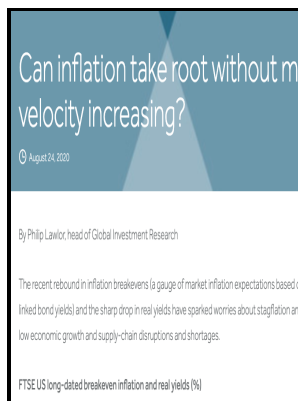 Can inflation take root without m
velocity increasing?
August 24, 2020
By Philip Lawlor, head of Global Investment Research
The recent rebound in inflation breakevens (a gauge of market inflation expectations based o
linked bond yields) and the sharp drop in real yields have sparked worries about stagflation an
low economic growth and supply-chain disruptions and shortages.
FTSE US long-dated breakeven inflation and real yields (%)